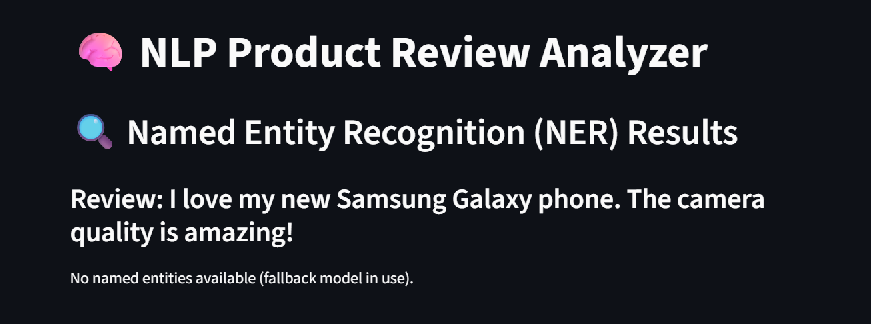 NLP Product Review Analyzer
Named Entity Recognition (NER) Results
Review: I love my new Samsung Galaxy phone. The camera
quality is amazing!
No named entities available (fallback model in use).